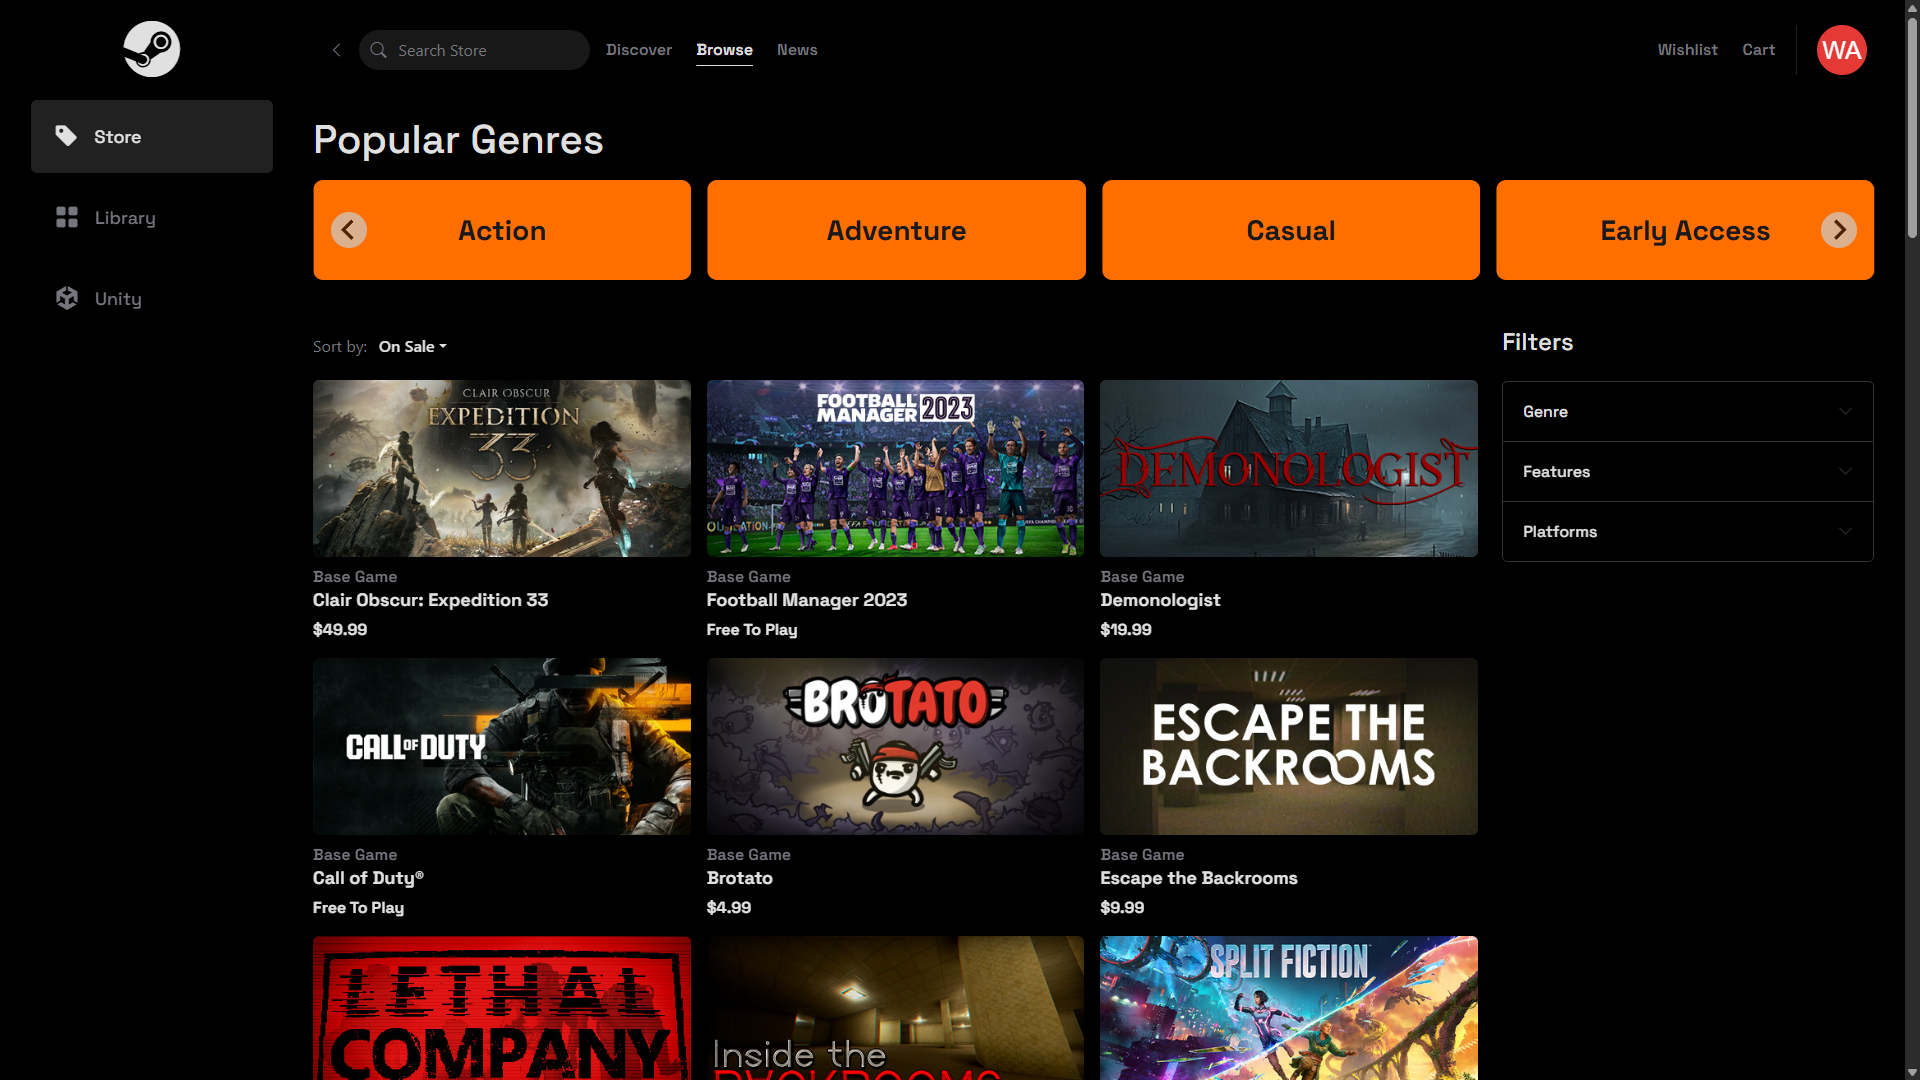 Search Store
Discover
Browse
News
Wishlist
Cart
WA
Store
Library
Unity
Popular Genres
Action
Adventure
Casual
Early Access
Sort by: On Sale
Filters
Genre
Features
Platforms
CLAIR OBSCUR
EXPEDITION
33
FOOTBALL
MANAGER 2023
DEMONOLOGIST
Base Game
Clair Obscur: Expedition 33
$49.99
Base Game
Football Manager 2023
Free To Play
Base Game
Demonologist
$19.99
CALL OF DUTY
BROTATO
ESCAPE THE
BACKROOMS
Base Game
Call of Duty®
Free To Play
Base Game
Brotato
$4.99
Base Game
Escape the Backrooms
$9.99
LETHAL
COMPANY
Inside the
BACKROOMS
SPLIT FICTION